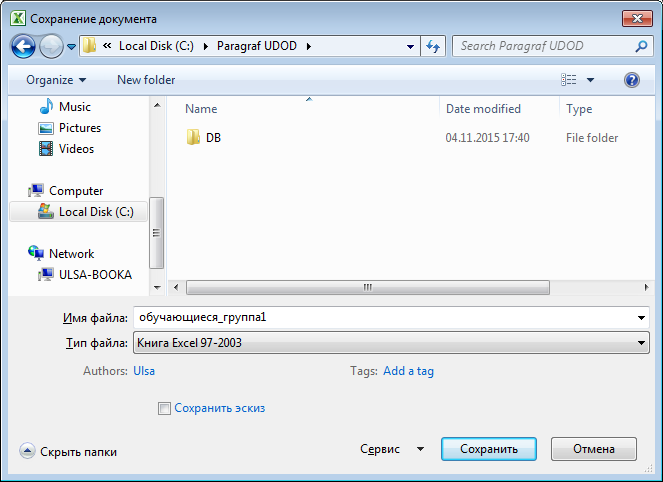 Сохранение документа
Local Disk (C:) Paragraf UDOD
Search Paragraf UDOD
Organize New folder
Name Date modified Type
Music
Pictures
Videos
Computer
Local Disk (C:)
Network
ULSA-BOOKA
DB 04.11.2015 17:40 File folder
Имя файла: обучающиеся_группа1
Тип файла: Книга Excel 97-2003
Authors: Ulsa Tags: Add a tag
Сохранить эскиз
Скрыть папки Сервис Сохранить Отмена